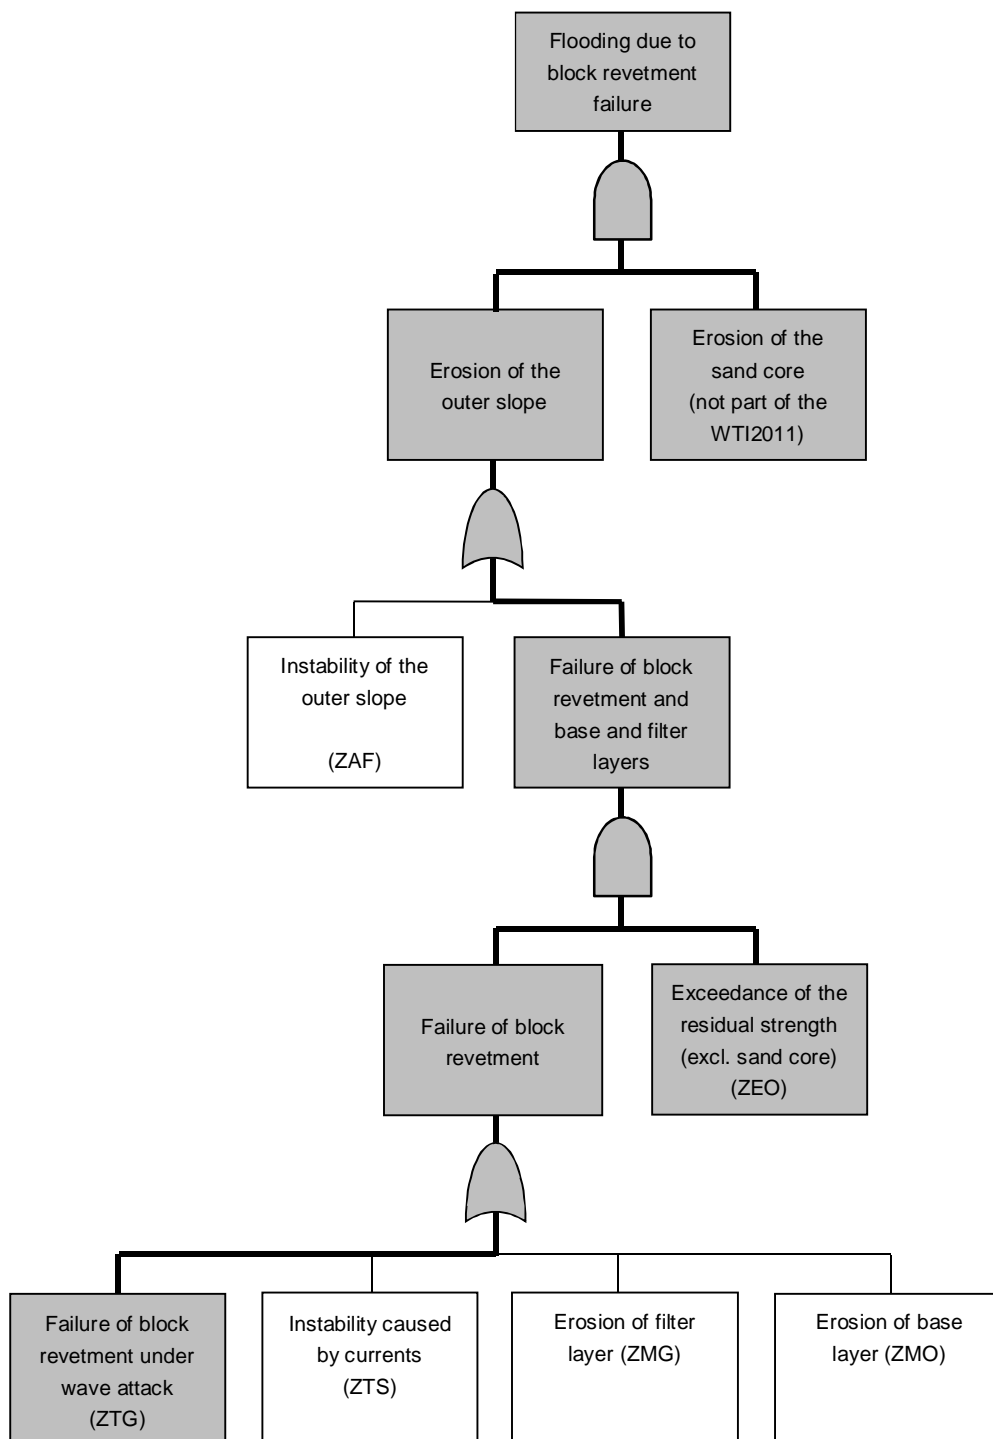 Flooding due to
block revetment
failure
Erosion of the
outer slope
Erosion of the
sand core
(not part of the
WTI2011)
Instability of the
outer slope
(ZAF)
Failure of block
revetment and
base and filter
layers
Failure of block
revetment
Exceedance of the
residual strength
(excl. sand core)
(ZEO)
Failure of block
revetment under
wave attack
(ZTG)
Instability caused
by currents
(ZTS)
Erosion of filter
layer (ZMG)
Erosion of base
layer (ZMO)